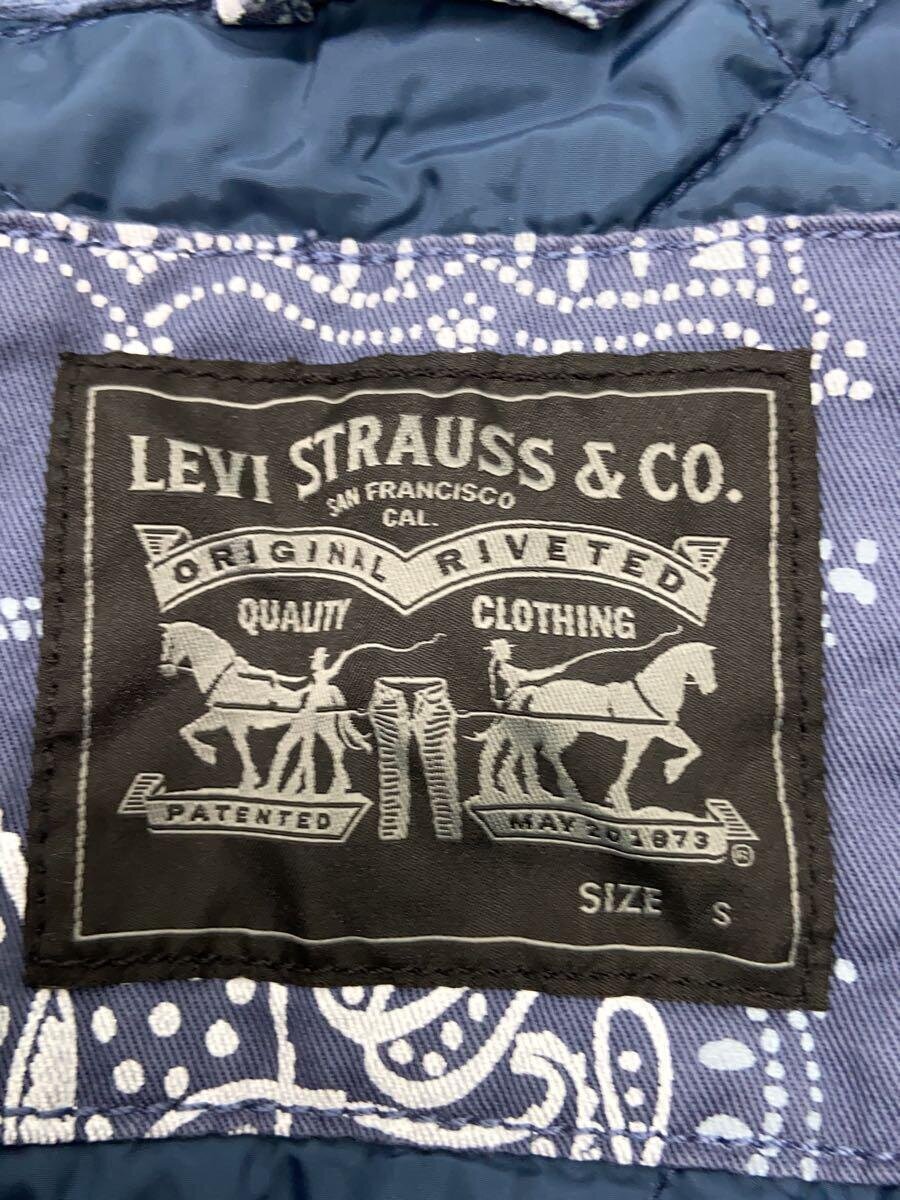 LEVI STRAUSS & CO.
SAN FRANCISCO
CAL.
ORIGINAL RIVETED
QUALITY CLOTHING
PATENTED MAY 20 1873
®
SIZE S